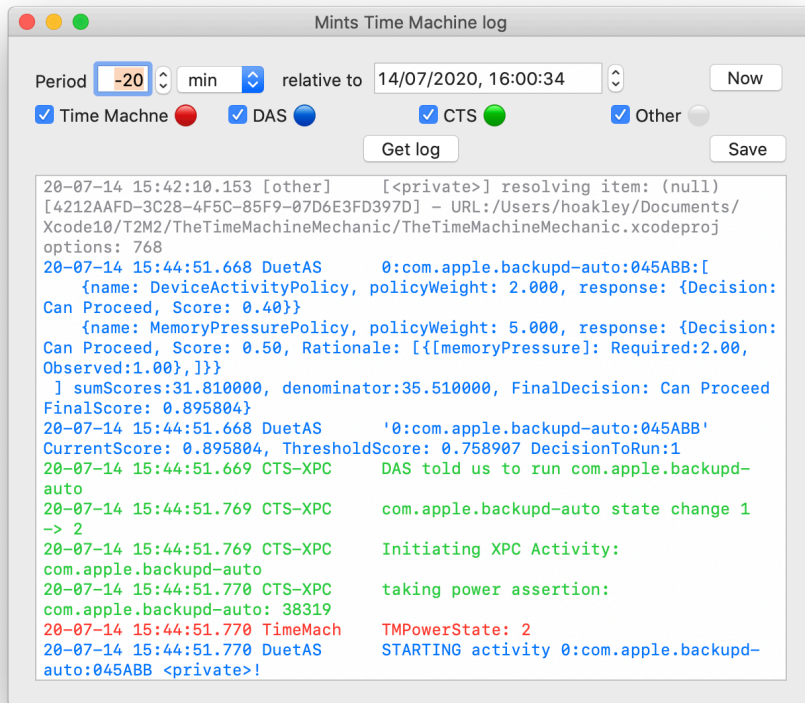 Mints Time Machine log
Period -20 min relative to 14/07/2020, 16:00:34 Now
Time Machne DAS CTS Other
Get log Save
20-07-14 15:42:10.153 [other] [<private>] resolving item: (null)
[4212AAFD-3C28-4F5C-85F9-07D6E3FD397D] - URL:/Users/hoakley/Documents/
Xcode10/T2M2/TheTimeMachineMechanic/TheTimeMachineMechanic.xcodeproj
options: 768
20-07-14 15:44:51.668 DuetAS 0:com.apple.backupd-auto:045ABB:[
{name: DeviceActivityPolicy, policyWeight: 2.000, response: {Decision:
Can Proceed, Score: 0.40}}
{name: MemoryPressurePolicy, policyWeight: 5.000, response: {Decision:
Can Proceed, Score: 0.50, Rationale: [{[memoryPressure]: Required:2.00,
Observed:1.00},]}}
] sumScores:31.810000, denominator:35.510000, FinalDecision: Can Proceed
FinalScore: 0.895804}
20-07-14 15:44:51.668 DuetAS '0:com.apple.backupd-auto:045ABB'
CurrentScore: 0.895804, ThresholdScore: 0.758907 DecisionToRun:1
20-07-14 15:44:51.669 CTS-XPC DAS told us to run com.apple.backupd-
auto
20-07-14 15:44:51.769 CTS-XPC com.apple.backupd-auto state change 1
-> 2
20-07-14 15:44:51.769 CTS-XPC Initiating XPC Activity:
com.apple.backupd-auto
20-07-14 15:44:51.770 CTS-XPC taking power assertion:
com.apple.backupd-auto: 38319
20-07-14 15:44:51.770 TimeMach TMPowerState: 2
20-07-14 15:44:51.770 DuetAS STARTING activity 0:com.apple.backupd-
auto:045ABB <private>!